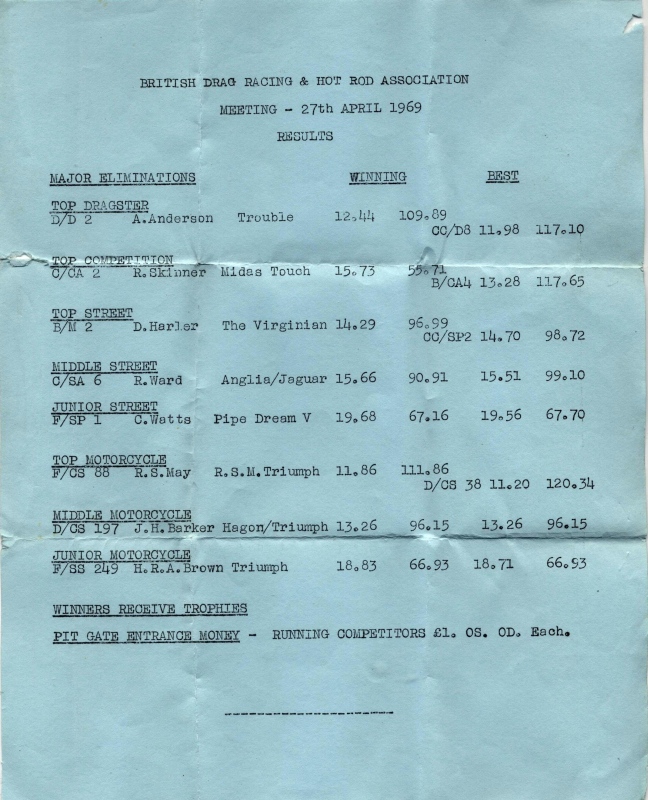 BRITISH DRAG RACING & HOT ROD ASSOCIATION
MEETING - 27th APRIL 1969
RESULTS
MAJOR ELIMINATIONS WINNING BEST
TOP DRAGSTER
D/D 2 A.Anderson Trouble 12.44 109.89
CC/D8 11.98 117.10
TOP COMPETITION
C/CA 2 R.Skinner Midas Touch 15.73 55.71
B/CA4 13.28 117.65
TOP STREET
B/M 2 D.Harler The Virginian 14.29 96.99
CC/SP2 14.70 98.72
MIDDLE STREET
C/SA 6 R.Ward Anglia/Jaguar 15.66 90.91 15.51 99.10
JUNIOR STREET
F/SP 1 C.Watts Pipe Dream V 19.68 67.16 19.56 67.70
TOP MOTORCYCLE
F/CS 88 R.S.May R.S.M.Triumph 11.86 111.86
D/CS 38 11.20 120.34
MIDDLE MOTORCYCLE
D/CS 197 J.H.Barker Hagon/Triumph 13.26 96.15 13.26 96.15
JUNIOR MOTORCYCLE
F/SS 249 H.R.A.Brown Triumph 18.83 66.93 18.71 66.93
WINNERS RECEIVE TROPHIES
PIT GATE ENTRANCE MONEY - RUNNING COMPETITORS £1. OS. OD. Each.